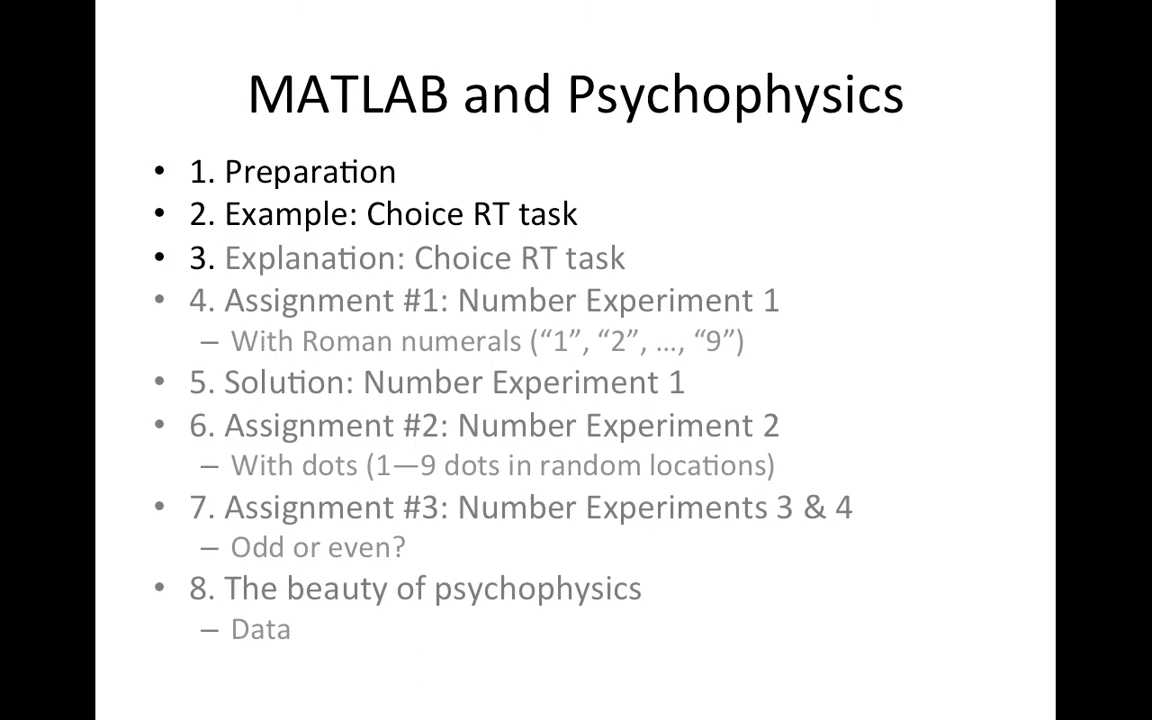 MATLAB and Psychophysics
• 1. Preparation
• 2. Example: Choice RT task
• 3. Explanation: Choice RT task
• 4. Assignment #1: Number Experiment 1
– With Roman numerals (“1”, “2”, …, “9”)
• 5. Solution: Number Experiment 1
• 6. Assignment #2: Number Experiment 2
– With dots (1—9 dots in random locations)
• 7. Assignment #3: Number Experiments 3 & 4
– Odd or even?
• 8. The beauty of psychophysics
– Data